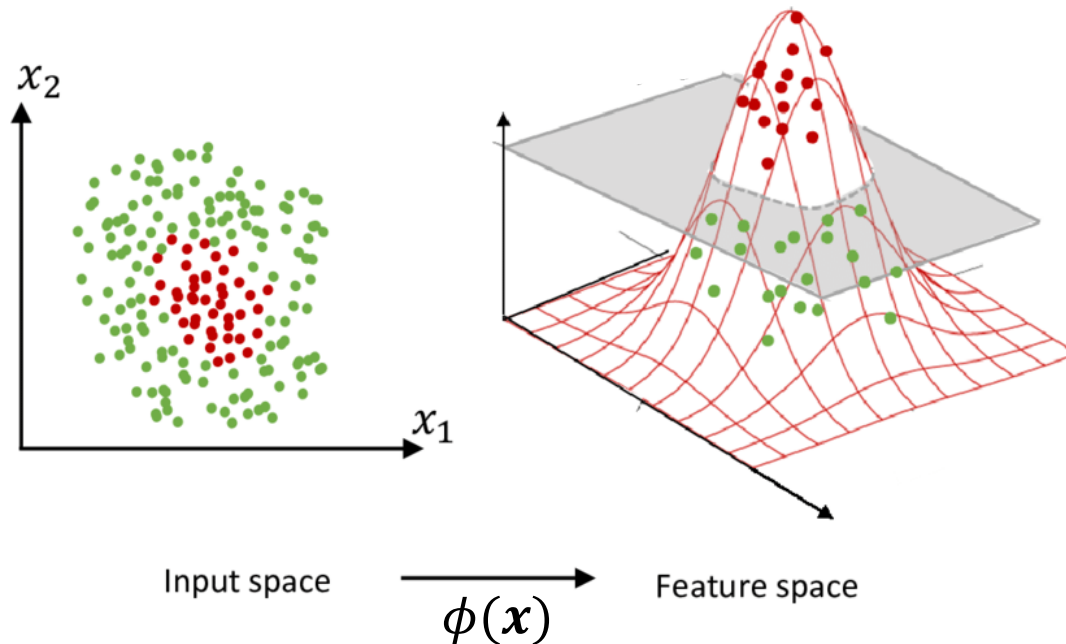 x₂
x₁
Input space
Feature space
ϕ(x)